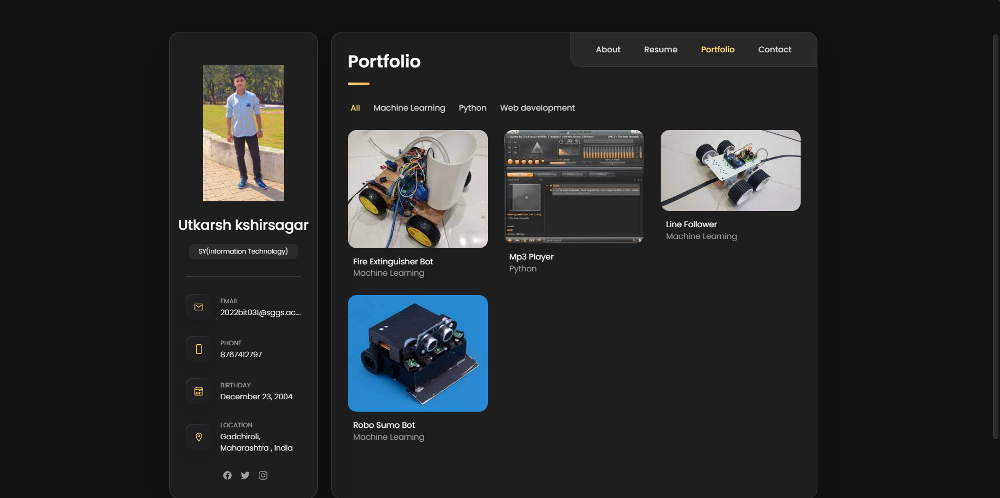 Utkarsh kshirsagar
SY(Information Technology)
EMAIL
2022bit031@sggs.ac....
PHONE
8767412797
BIRTHDAY
December 23, 2004
LOCATION
Gadchiroli,
Maharashtra , India
About Resume Portfolio Contact
Portfolio
All Machine Learning Python Web development
Fire Extinguisher Bot
Machine Learning
Mp3 Player
Python
Line Follower
Machine Learning
Robo Sumo Bot
Machine Learning